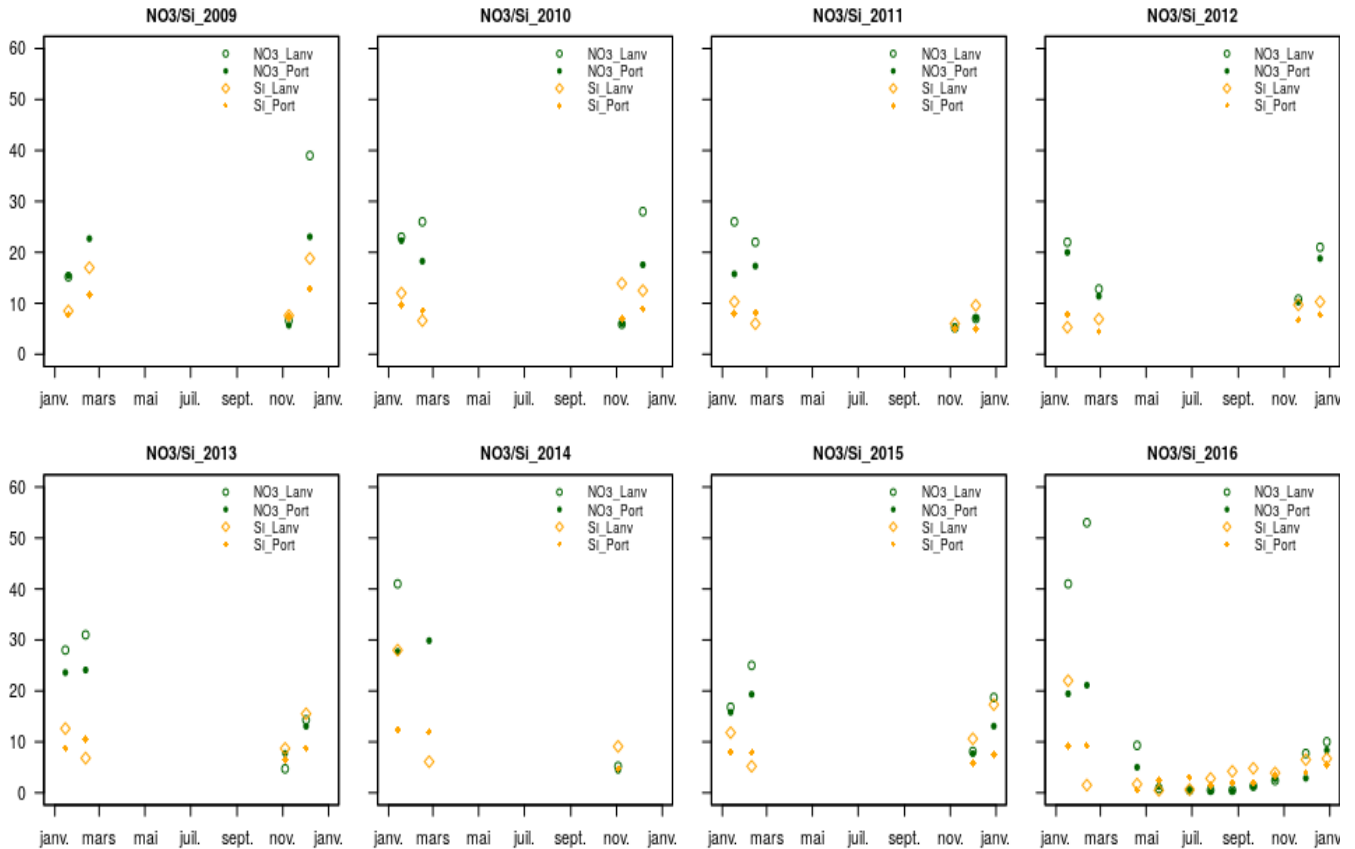 NO3/Si_2009 NO3/Si_2010 NO3/Si_2011 NO3/Si_2012
60
50
40
30
20
10
0
NO3_Lanv
NO3_Port
Si_Lanv
Si_Port
NO3_Lanv
NO3_Port
Si_Lanv
Si_Port
NO3_Lanv
NO3_Port
Si_Lanv
Si_Port
NO3_Lanv
NO3_Port
Si_Lanv
Si_Port
janv. mars mai juil. sept. nov. janv. janv. mars mai juil. sept. nov. janv. janv. mars mai juil. sept. nov. janv. janv. mars mai juil. sept. nov. janv
NO3/Si_2013 NO3/Si_2014 NO3/Si_2015 NO3/Si_2016
60
50
40
30
20
10
0
NO3_Lanv
NO3_Port
Si_Lanv
Si_Port
NO3_Lanv
NO3_Port
Si_Lanv
Si_Port
NO3_Lanv
NO3_Port
Si_Lanv
Si_Port
NO3_Lanv
NO3_Port
Si_Lanv
Si_Port
janv. mars mai juil. sept. nov. janv. janv. mars mai juil. sept. nov. janv. janv. mars mai juil. sept. nov. janv. janv. mars mai juil. sept. nov. janv